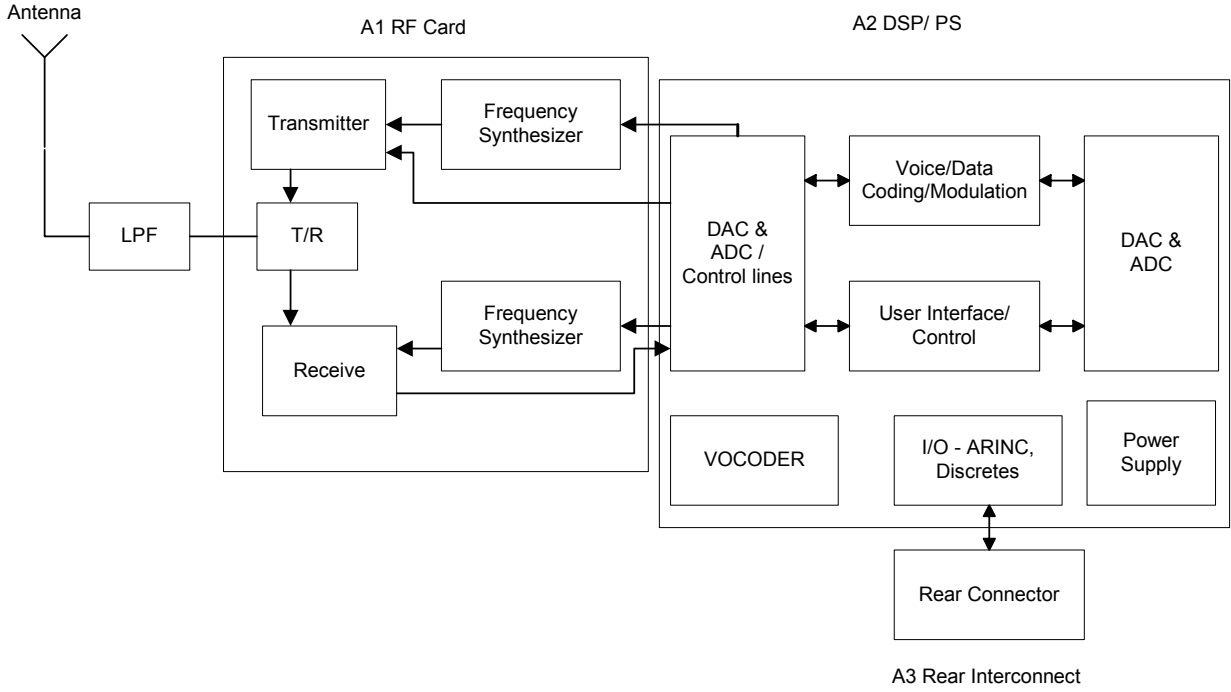 Antenna
A1 RF Card
A2 DSP/ PS
Transmitter
Frequency
Synthesizer
LPF
T/R
DAC &
ADC /
Control lines
Voice/Data
Coding/Modulation
DAC &
ADC
Frequency
Synthesizer
User Interface/
Control
Receive
VOCODER
I/O - ARINC,
Discretes
Power
Supply
Rear Connector
A3 Rear Interconnect